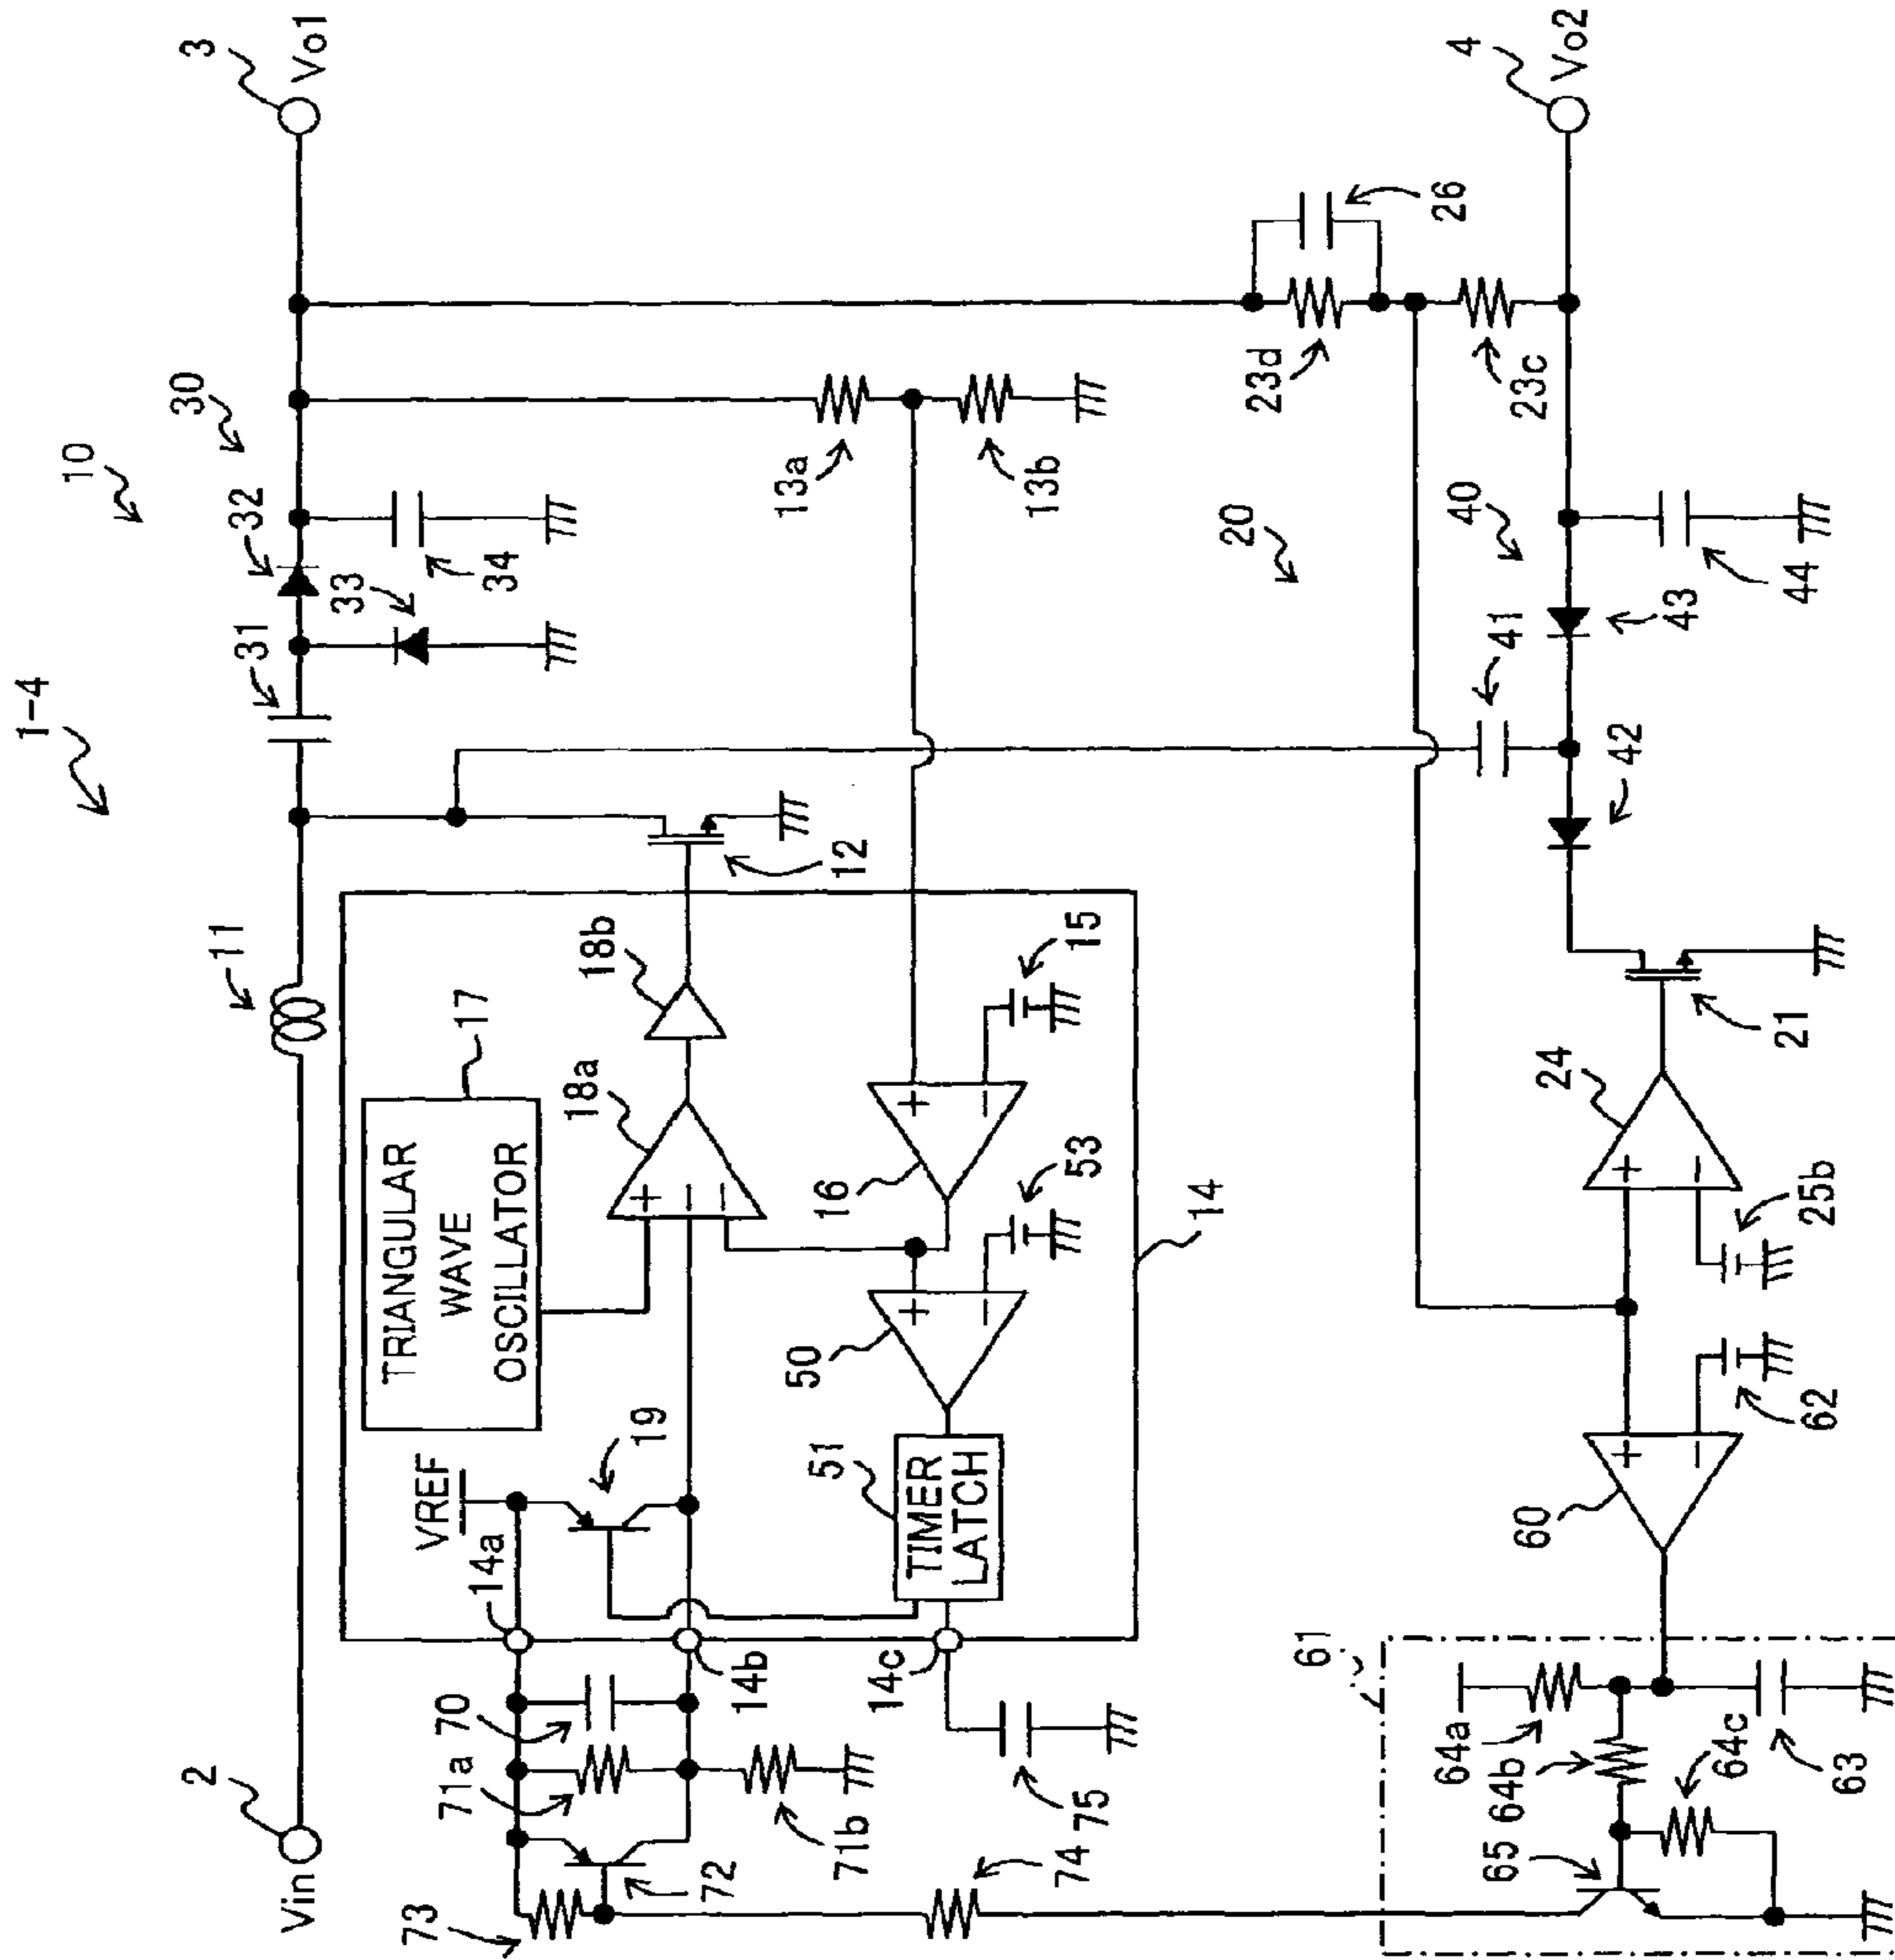 1-4
10
11
31
32
30
33
34
3
Vo1
2
Vin
TRIANGULAR
WAVE
OSCILLATOR
17
18a
18b
12
VREF
14a
19
14b
14c
51
TIMER
LATCH
50
16
53
15
14
13a
13b
70
71a
71b
72
73
74
75
20
23d
26
23c
4
Vo2
40
41
42
43
44
21
24
25b
60
62
61
64a
64b
64c
63
65
+
−
−
+
−
+
−
+
−
+
−